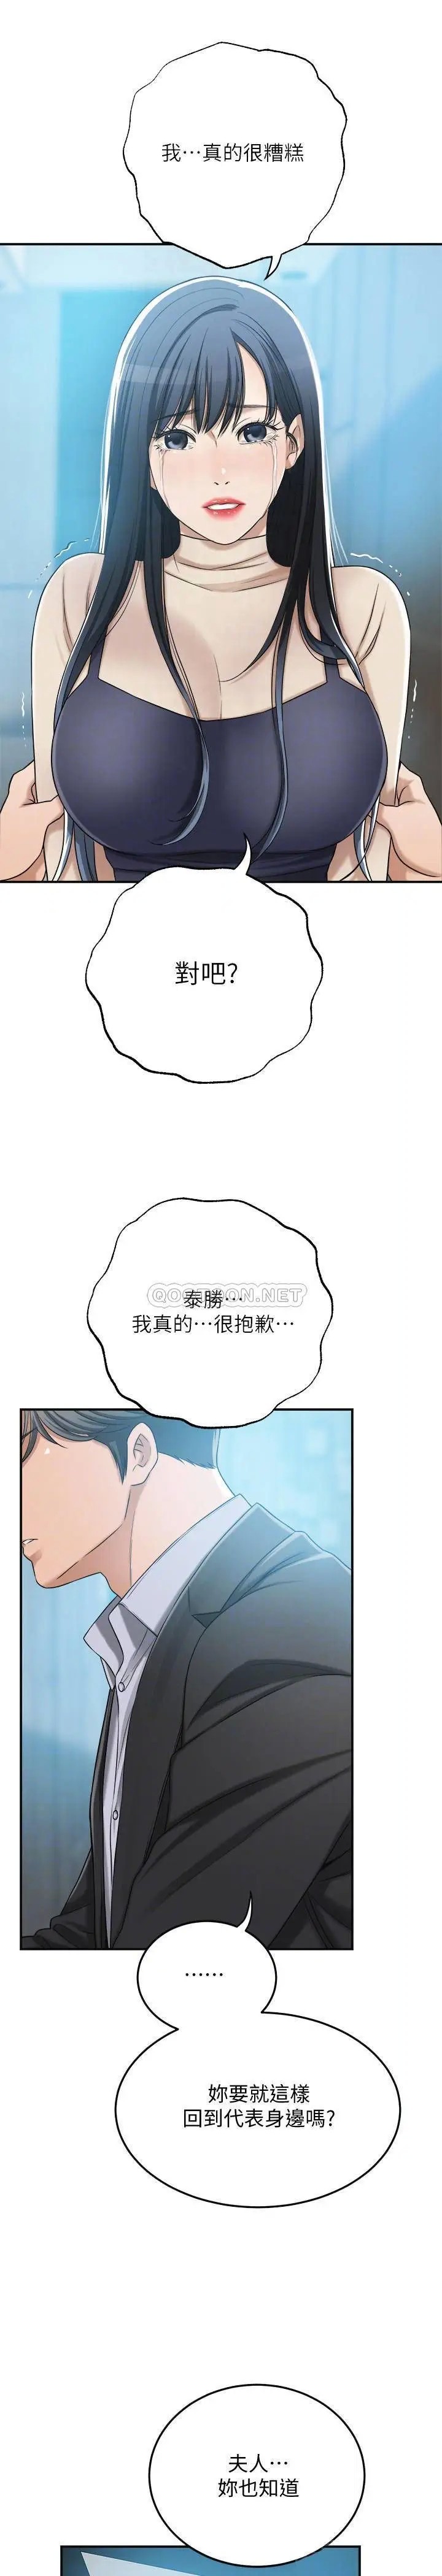 我…真的很糟糕
對吧?
泰勝…
我真的…很抱歉…
……
妳要就這樣
回到代表身邊嗎?
夫人…
妳也知道